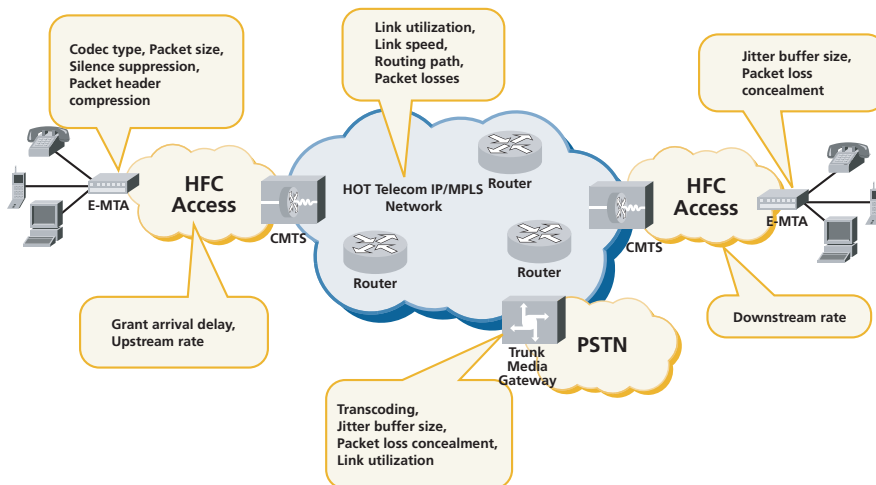 Codec type, Packet size,
Silence suppression,
Packet header
compression
Link utilization,
Link speed,
Routing path,
Packet losses
Jitter buffer size,
Packet loss
concealment
E-MTA
HFC
Access
CMTS
HOT Telecom IP/MPLS
Network
Router
Router
Router
CMTS
HFC
Access
E-MTA
Grant arrival delay,
Upstream rate
Downstream rate
Trunk
Media
Gateway
PSTN
Transcoding,
Jitter buffer size,
Packet loss concealment,
Link utilization